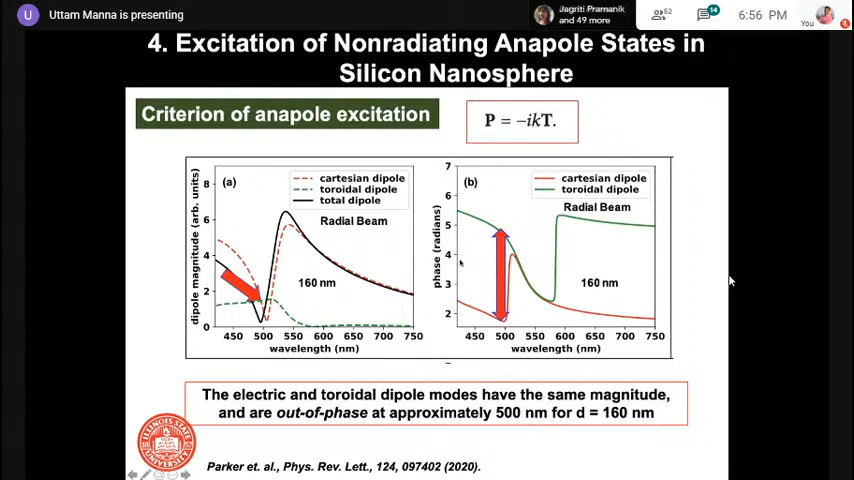 U Uttam Manna is presenting
Jagriti Pramanik
and 49 more
52
14
6:56 PM
You
4. Excitation of Nonradiating Anapole States in
Silicon Nanosphere
Criterion of anapole excitation
P = −ikT.
(a)
cartesian dipole
toroidal dipole
total dipole
Radial Beam
160 nm
dipole magnitude (arb. units)
8
6
4
2
0
450 500 550 600 650 700 750
wavelength (nm)
(b)
cartesian dipole
toroidal dipole
Radial Beam
160 nm
phase (radians)
7
6
5
4
3
2
450 500 550 600 650 700 750
wavelength (nm)
The electric and toroidal dipole modes have the same magnitude,
and are out-of-phase at approximately 500 nm for d = 160 nm
ILLINOIS STATE
UNIVERSITY
Parker et. al., Phys. Rev. Lett., 124, 097402 (2020).